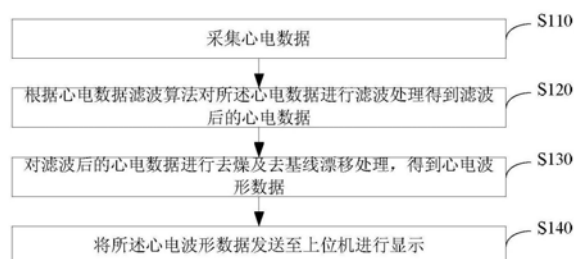 S110
采集心电数据
S120
根据心电数据滤波算法对所述心电数据进行滤波处理得到滤波
后的心电数据
S130
对滤波后的心电数据进行去燥及去基线漂移处理，得到心电波
形数据
S140
将所述心电波形数据发送至上位机进行显示